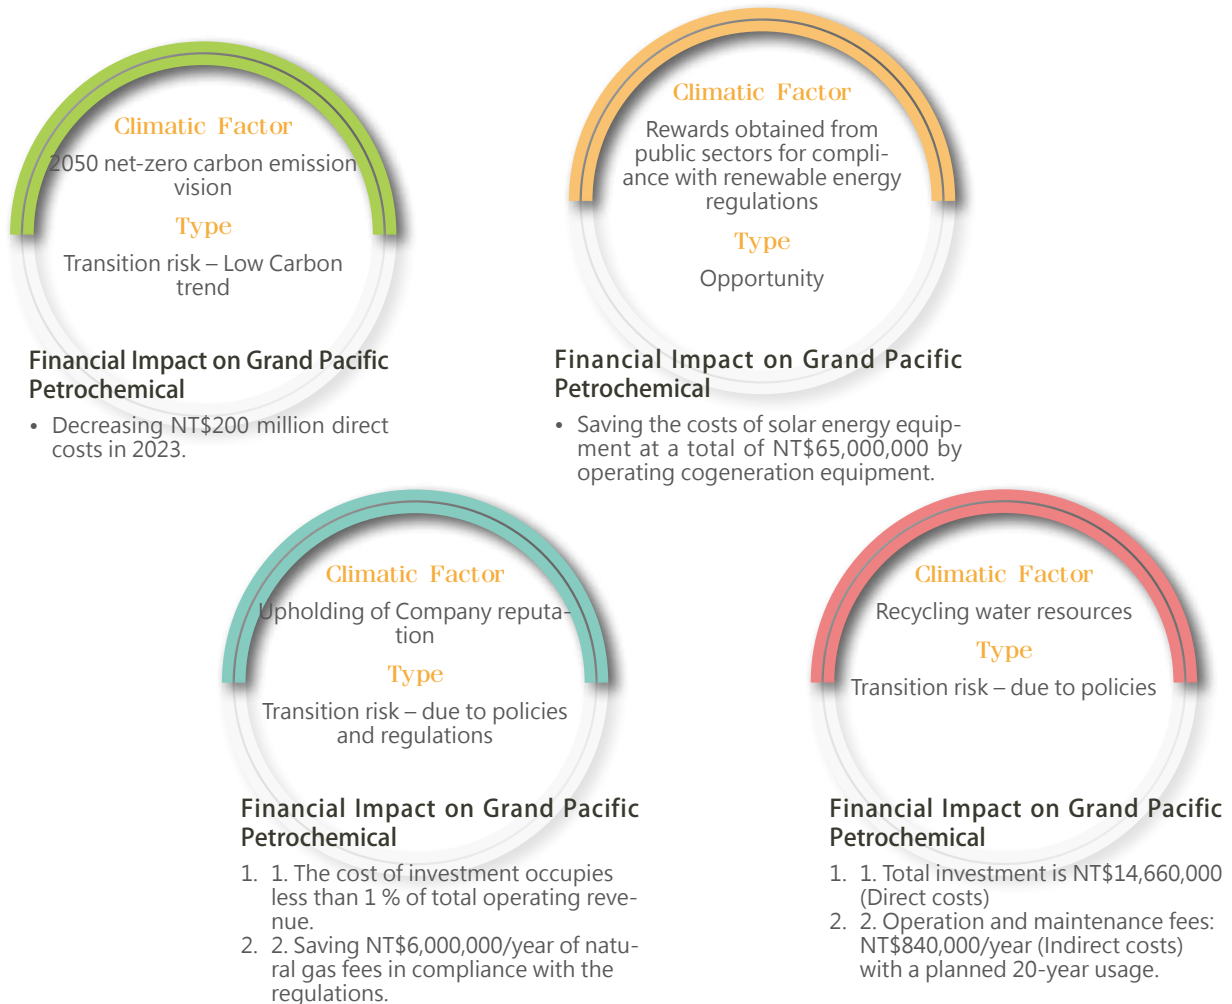 Climatic Factor
2050 net-zero carbon emission
vision
Type
Transition risk – Low Carbon
trend
Financial Impact on Grand Pacific
Petrochemical
• Decreasing NT$200 million direct
costs in 2023.
Climatic Factor
Rewards obtained from
public sectors for compli-
ance with renewable energy
regulations
Type
Opportunity
Financial Impact on Grand Pacific
Petrochemical
• Saving the costs of solar energy equip-
ment at a total of NT$65,000,000 by
operating cogeneration equipment.
Climatic Factor
Upholding of Company reputa-
tion
Type
Transition risk – due to policies
and regulations
Financial Impact on Grand Pacific
Petrochemical
1. 1. The cost of investment occupies
less than 1 % of total operating reve-
nue.
2. 2. Saving NT$6,000,000/year of natu-
ral gas fees in compliance with the
regulations.
Climatic Factor
Recycling water resources
Type
Transition risk – due to policies
Financial Impact on Grand Pacific
Petrochemical
1. 1. Total investment is NT$14,660,000
(Direct costs)
2. 2. Operation and maintenance fees:
NT$840,000/year (Indirect costs)
with a planned 20-year usage.